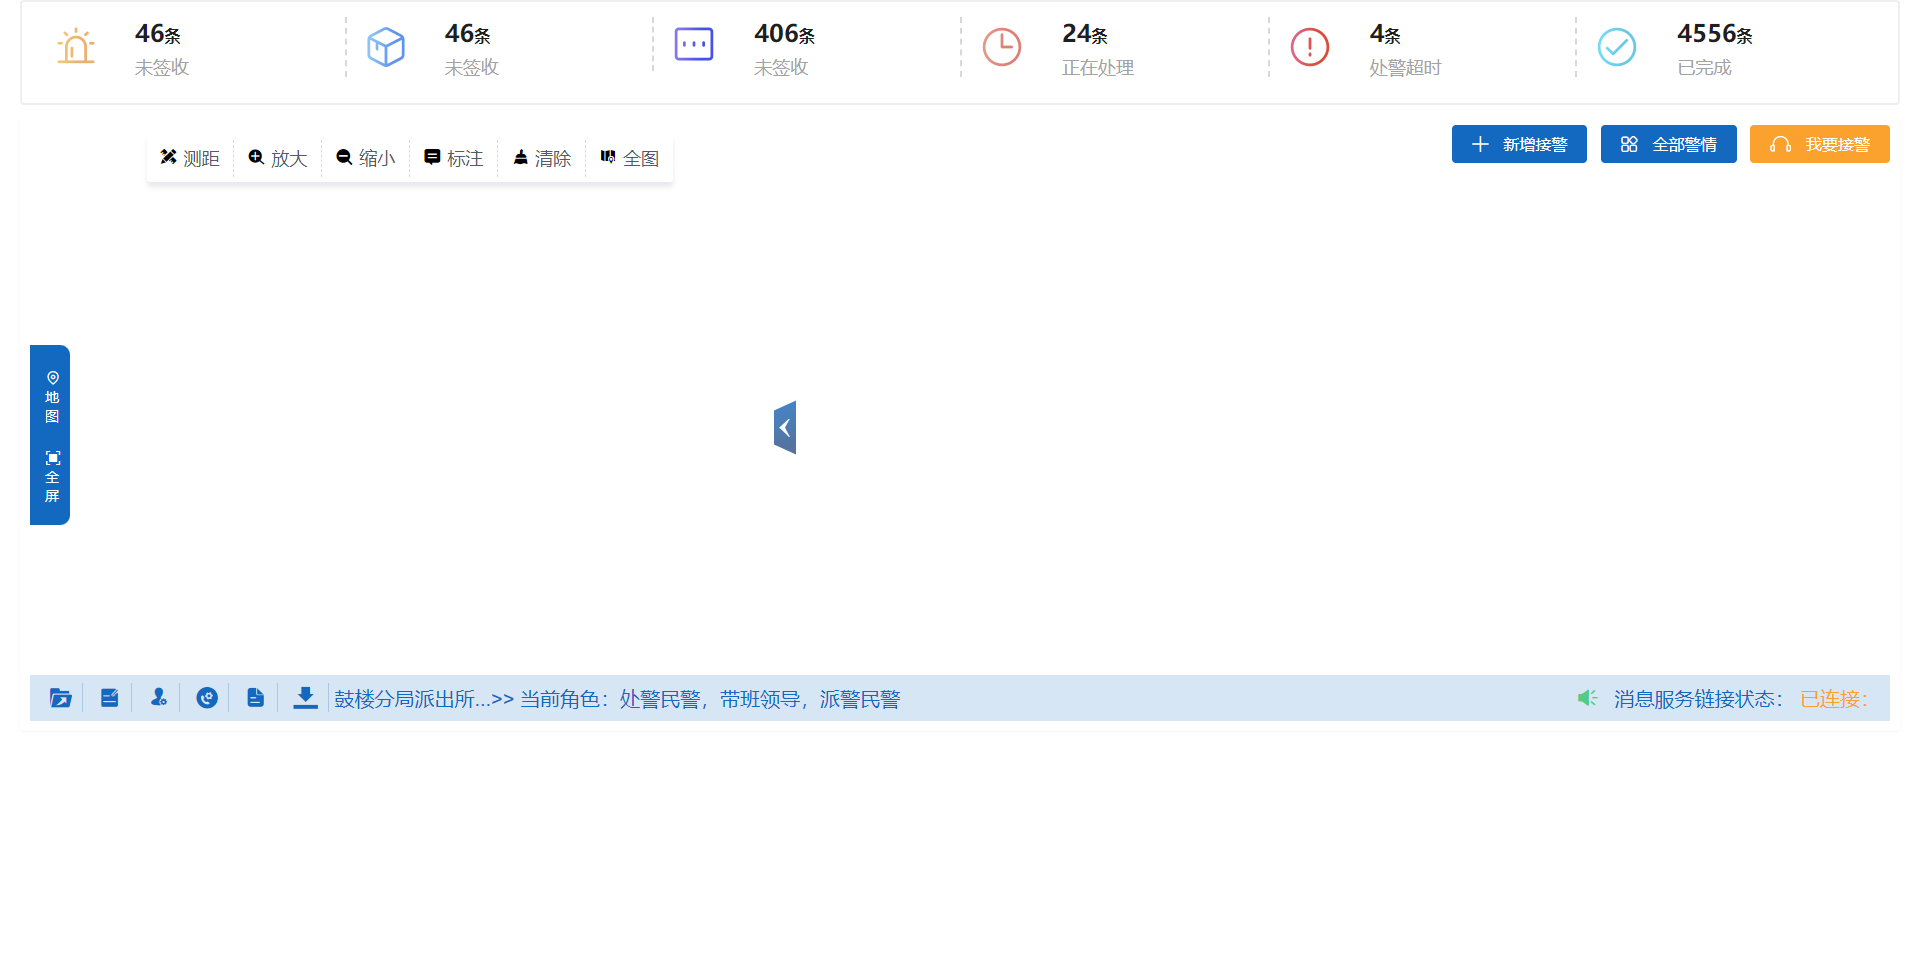 46条
未签收
46条
未签收
406条
未签收
24条
正在处理
4条
处警超时
4556条
已完成
测距 放大 缩小 标注 清除 全图
新增接警 全部警情 我要接警
地图
全屏
鼓楼分局派出所...>> 当前角色：处警民警，带班领导，派警民警
消息服务链接状态： 已连接：